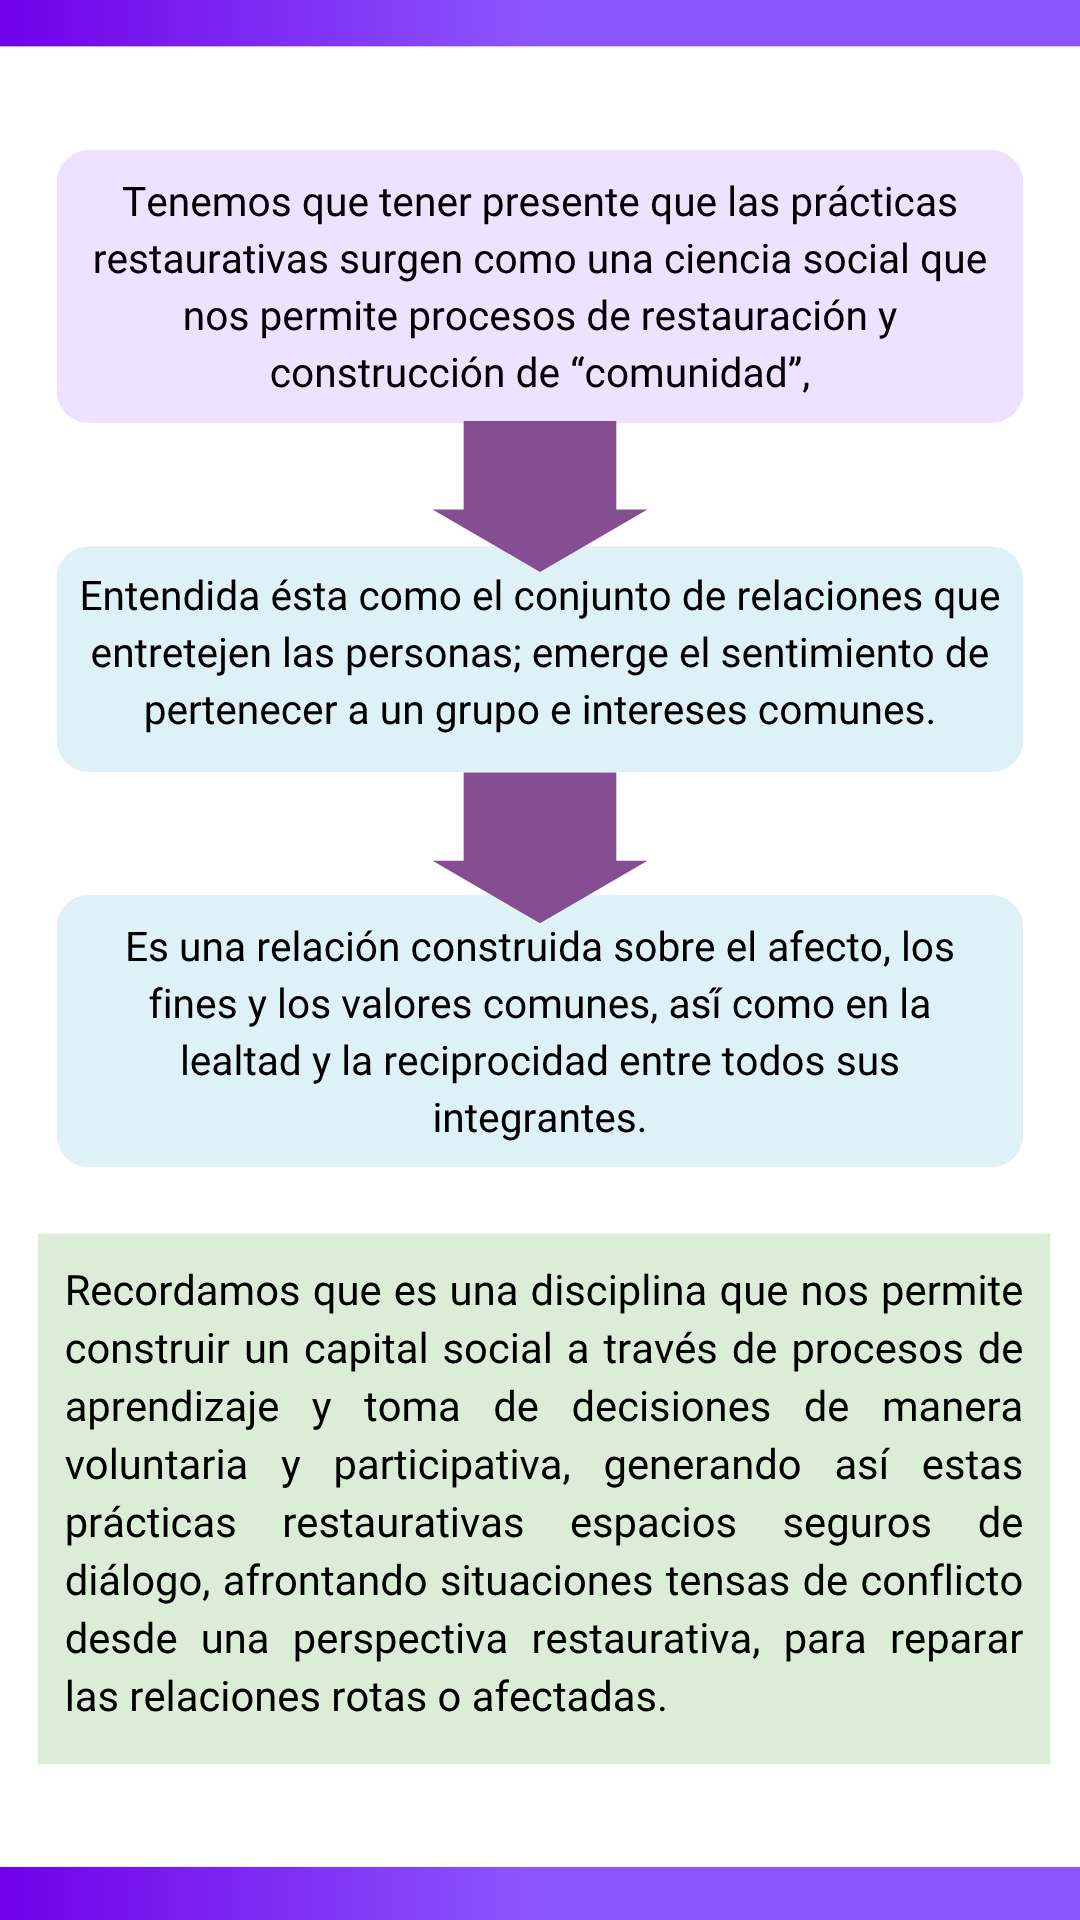 Tenemos que tener presente que las prácticas
restaurativas surgen como una ciencia social que
nos permite procesos de restauración y
construcción de “comunidad”,
Entendida ésta como el conjunto de relaciones que
entretejen las personas; emerge el sentimiento de
pertenecer a un grupo e intereses comunes.
Es una relación construida sobre el afecto, los
fines y los valores comunes, así́ como en la
lealtad y la reciprocidad entre todos sus
integrantes.
Recordamos que es una disciplina que nos permite
construir un capital social a través de procesos de
aprendizaje y toma de decisiones de manera
voluntaria y participativa, generando así estas
prácticas restaurativas espacios seguros de
diálogo, afrontando situaciones tensas de conflicto
desde una perspectiva restaurativa, para reparar
las relaciones rotas o afectadas.